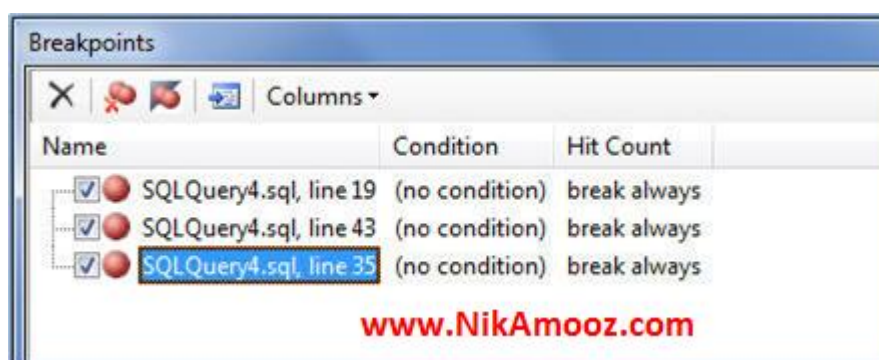 Breakpoints
Columns
Name Condition Hit Count
SQLQuery4.sql, line 19 (no condition) break always
SQLQuery4.sql, line 43 (no condition) break always
SQLQuery4.sql, line 35 (no condition) break always
www.NikAmooz.com